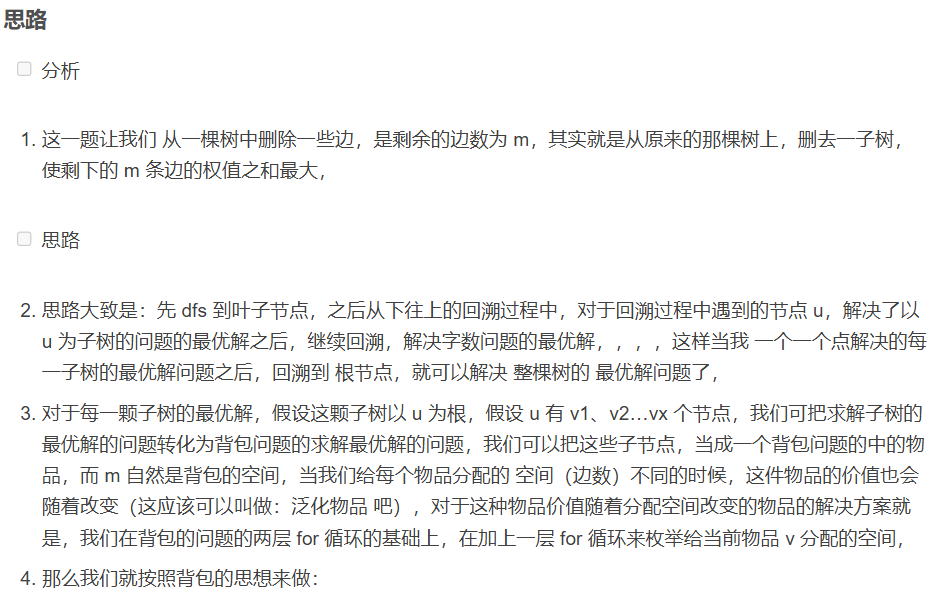 思路
分析
1. 这一题让我们 从一棵树中删除一些边，是剩余的边数为 m，其实就是从原来的那棵树上，删去一子树，
使剩下的 m 条边的权值之和最大，
思路
2. 思路大致是：先 dfs 到叶子节点，之后从下往上的回溯过程中，对于回溯过程中遇到的节点 u，解决了以
u 为子树的问题的最优解之后，继续回溯，解决字数问题的最优解，，，，这样当我 一个一个点解决的每
一子树的最优解问题之后，回溯到 根节点，就可以解决 整棵树的 最优解问题了，
3. 对于每一颗子树的最优解，假设这颗子树以 u 为根，假设 u 有 v1、v2…vx 个节点，我们可把求解子树的
最优解的问题转化为背包问题的求解最优解的问题，我们可以把这些子节点，当成一个背包问题的中的物
品，而 m 自然是背包的空间，当我们给每个物品分配的 空间（边数）不同的时候，这件物品的价值也会
随着改变（这应该可以叫做：泛化物品 吧），对于这种物品价值随着分配空间改变的物品的解决方案就
是，我们在背包的问题的两层 for 循环的基础上，在加上一层 for 循环来枚举给当前物品 v 分配的空间，
4. 那么我们就按照背包的思想来做：